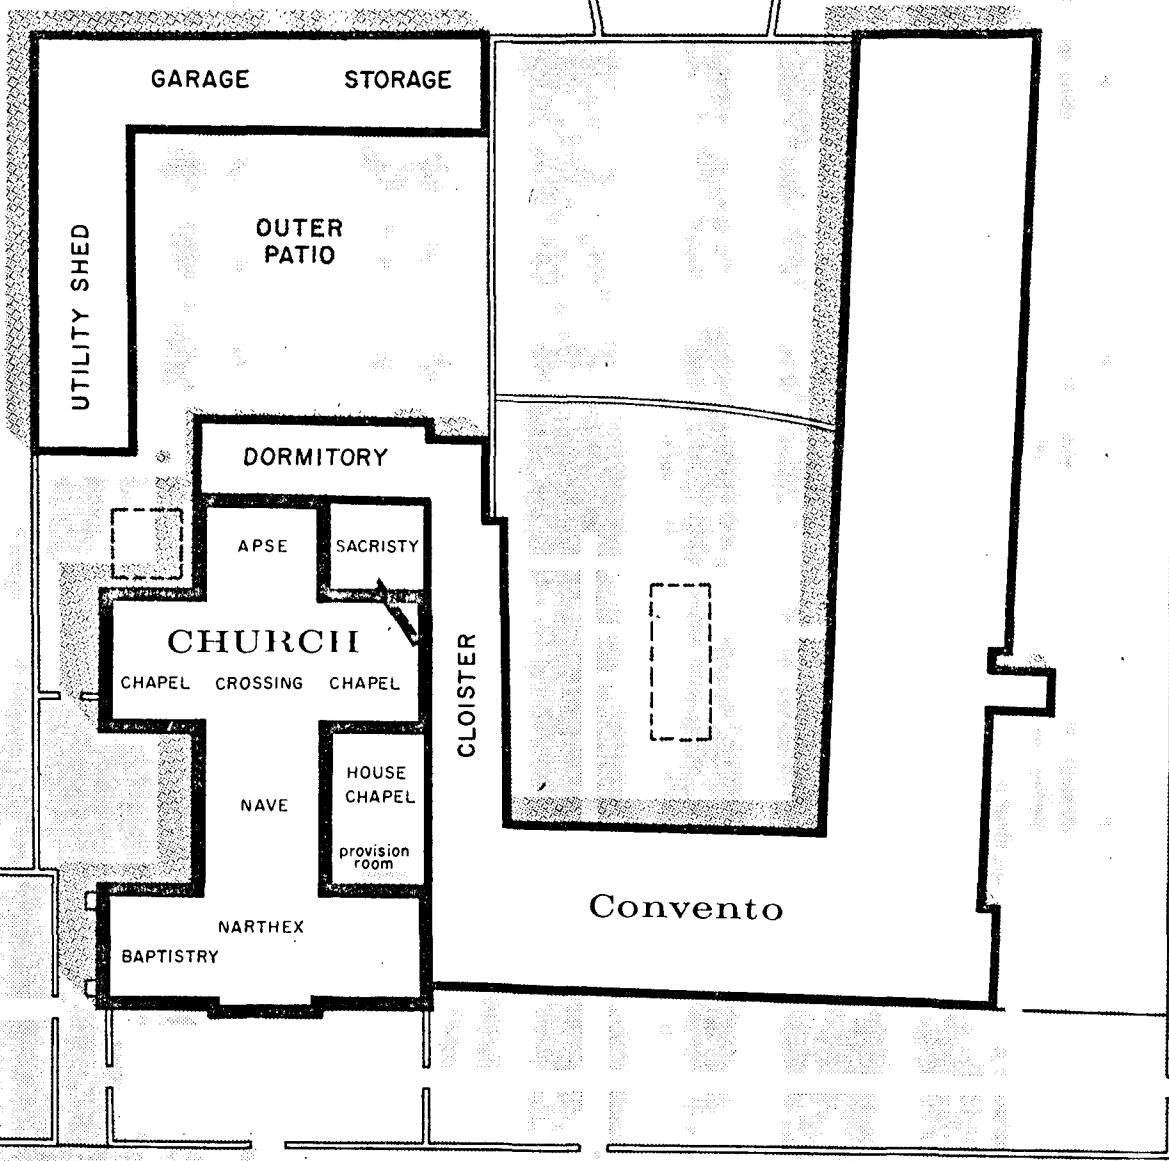 GARAGE STORAGE
OUTER
PATIO
UTILITY SHED
DORMITORY
APSE SACRISTY
CHURCH
CHAPEL CROSSING CHAPEL
CLOISTER
HOUSE
CHAPEL
NAVE
provision
room
Convento
NARTHEX
BAPTISTRY